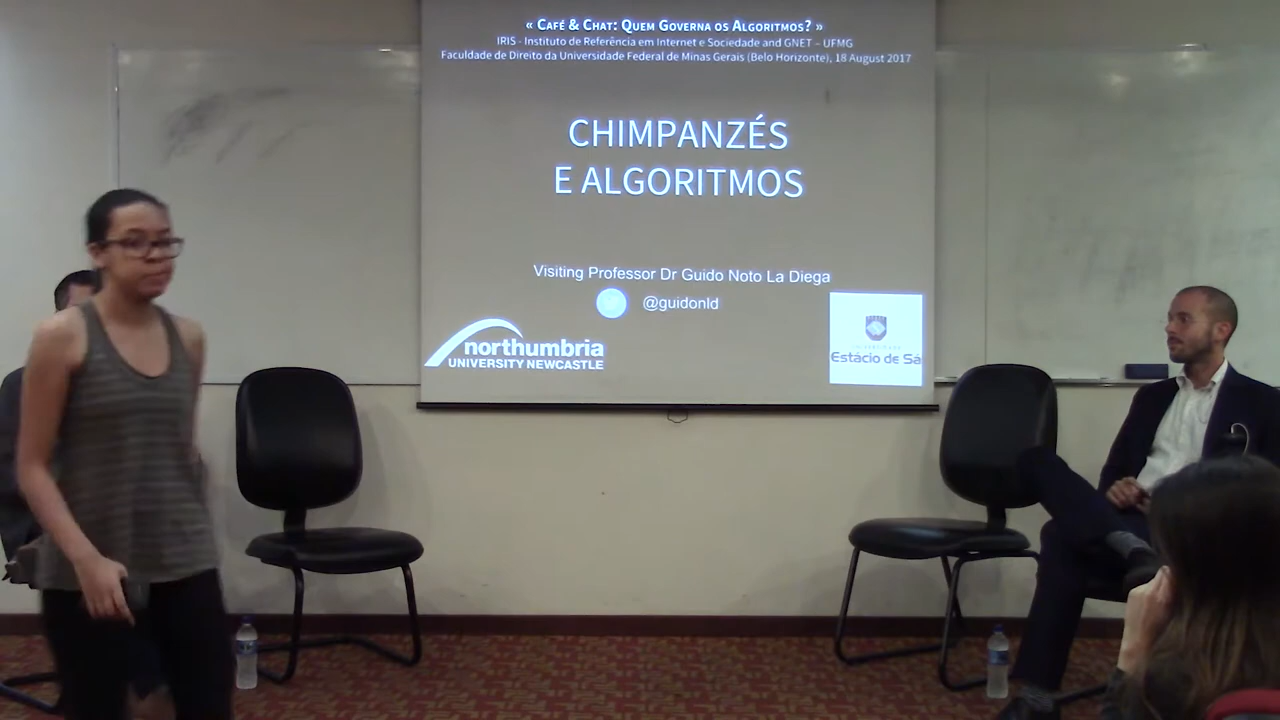 « Café & Chat: Quem Governa os Algoritmos? »
IRIS - Instituto de Referência em Internet e Sociedade and GNET – UFMG
Faculdade de Direito da Universidade Federal de Minas Gerais (Belo Horizonte), 18 August 2017
CHIMPANZÉS
E ALGORITMOS
Visiting Professor Dr Guido Noto La Diega
@guidonld
northumbria
UNIVERSITY NEWCASTLE
Estácio de Sá